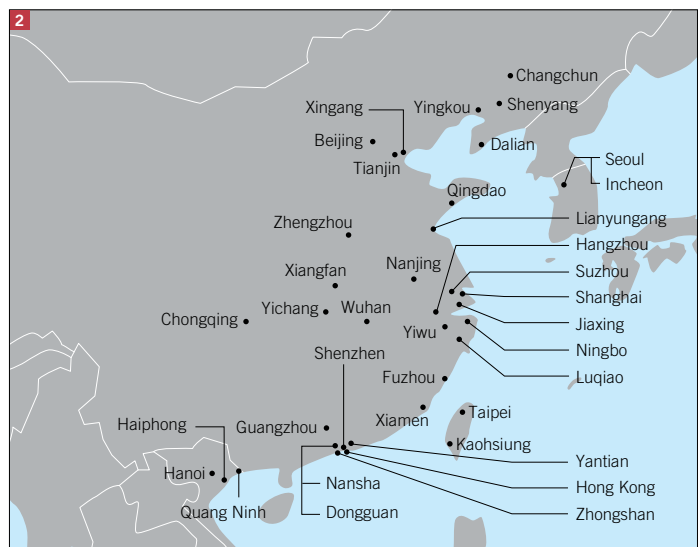 2
Changchun
Xingang
Yingkou
Shenyang
Beijing
Tianjin
Dalian
Seoul
Incheon
Qingdao
Lianyungang
Zhengzhou
Hangzhou
Nanjing
Suzhou
Xiangfan
Shanghai
Yichang
Wuhan
Jiaxing
Chongqing
Yiwu
Ningbo
Shenzhen
Luqiao
Fuzhou
Xiamen
Taipei
Haiphong
Guangzhou
Kaohsiung
Yantian
Hanoi
Nansha
Hong Kong
Quang Ninh
Dongguan
Zhongshan